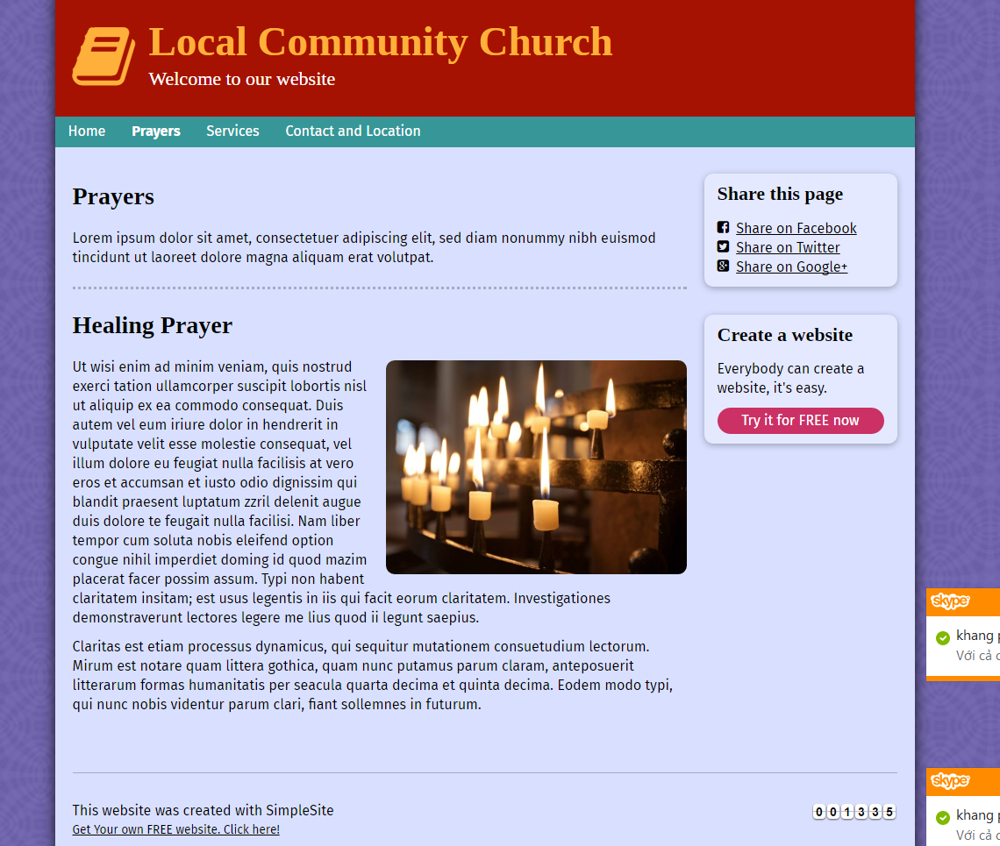 Local Community Church
Welcome to our website
Home Prayers Services Contact and Location
Prayers
Lorem ipsum dolor sit amet, consectetuer adipiscing elit, sed diam nonummy nibh euismod
tincidunt ut laoreet dolore magna aliquam erat volutpat.
Healing Prayer
Ut wisi enim ad minim veniam, quis nostrud
exerci tation ullamcorper suscipit lobortis nisl
ut aliquip ex ea commodo consequat. Duis
autem vel eum iriure dolor in hendrerit in
vulputate velit esse molestie consequat, vel
illum dolore eu feugiat nulla facilisis at vero
eros et accumsan et iusto odio dignissim qui
blandit praesent luptatum zzril delenit augue
duis dolore te feugait nulla facilisi. Nam liber
tempor cum soluta nobis eleifend option
congue nihil imperdiet doming id quod mazim
placerat facer possim assum. Typi non habent
claritatem insitam; est usus legentis in iis qui facit eorum claritatem. Investigationes
demonstraverunt lectores legere me lius quod ii legunt saepius.
Claritas est etiam processus dynamicus, qui sequitur mutationem consuetudium lectorum.
Mirum est notare quam littera gothica, quam nunc putamus parum claram, anteposuerit
litterarum formas humanitatis per seacula quarta decima et quinta decima. Eodem modo typi,
qui nunc nobis videntur parum clari, fiant sollemnes in futurum.
Share this page
Share on Facebook
Share on Twitter
Share on Google+
Create a website
Everybody can create a
website, it's easy.
Try it for FREE now
skype
khang
Với cả
skype
khang
Với cả
This website was created with SimpleSite
Get Your own FREE website. Click here!
001335